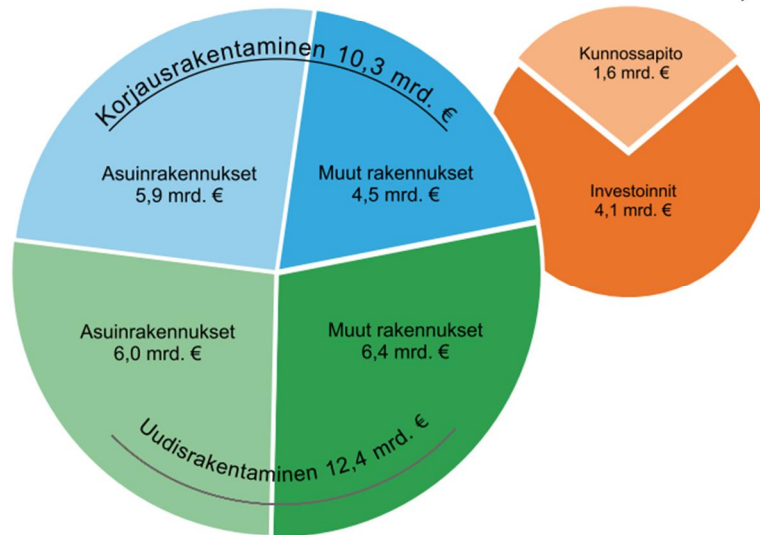 Korjausrakentaminen 10,3 mrd. €
Asuinrakennukset
5,9 mrd. €
Muut rakennukset
4,5 mrd. €
Asuinrakennukset
6,0 mrd. €
Muut rakennukset
6,4 mrd. €
Uudisrakentaminen 12,4 mrd. €
Kunnossapito
1,6 mrd. €
Investoinnit
4,1 mrd. €